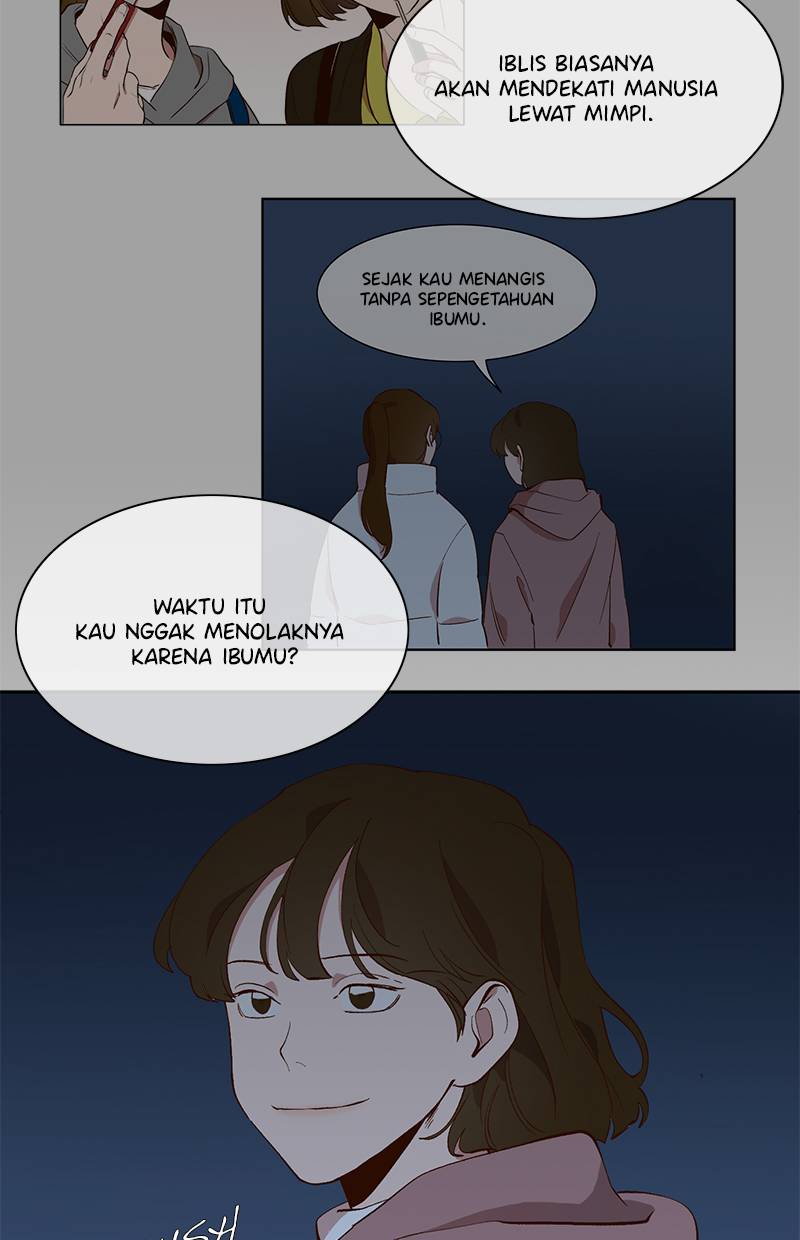 IBLIS BIASANYA
AKAN MENDEKATI MANUSIA
LEWAT MIMPI.
SEJAK KAU MENANGIS
TANPA SEPENGETAHUAN
IBUMU.
WAKTU ITU
KAU NGGAK MENOLAKNYA
KARENA IBUMU?